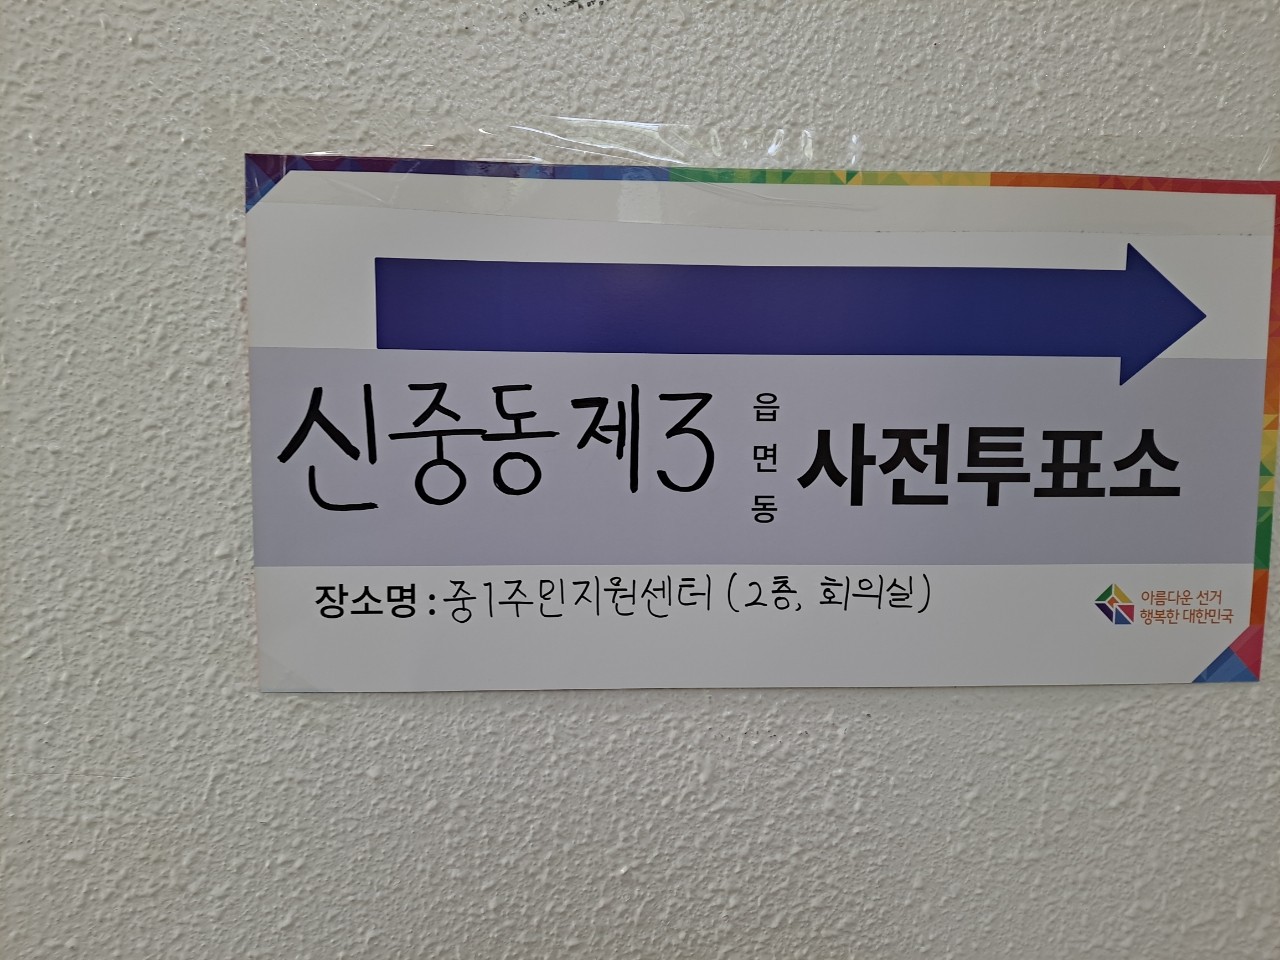 신중동제3 읍면동 사전투표소
장소명 : 중1주민지원센터 (2층, 회의실)
아름다운 선거
행복한 대한민국